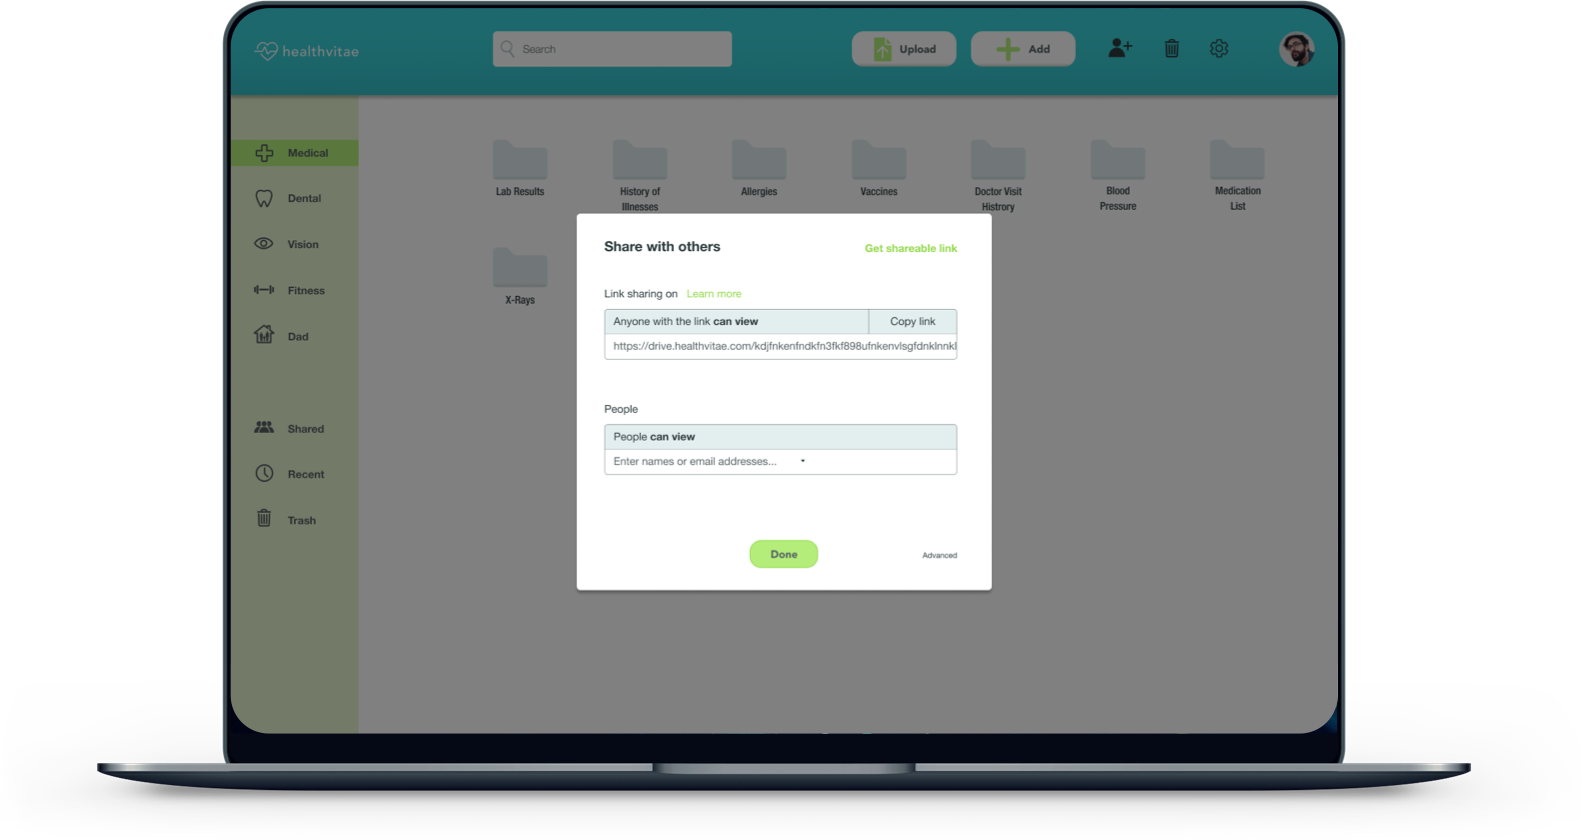 healthvitae
Search
Upload
Add
Medical
Dental
Vision
Fitness
Dad
Shared
Recent
Trash
Lab Results
History of
Illnesses
Allergies
Vaccines
Doctor Visit
Histrory
Blood
Pressure
Medication
List
X-Rays
Share with others
Get shareable link
Link sharing on Learn more
Anyone with the link can view
Copy link
https://drive.healthvitae.com/kdjfnkenfndkfn3fkf898ufnkenvlsgfdnklnnkl
People
People can view
Enter names or email addresses...
Done
Advanced